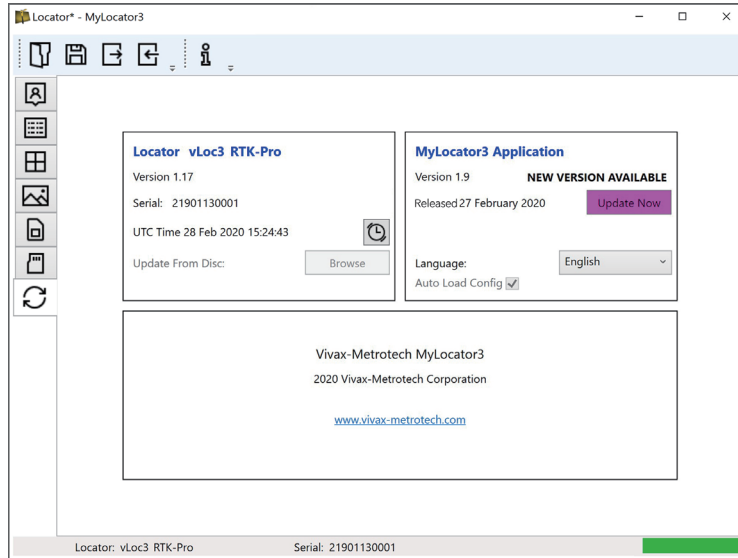 Locator* - MyLocator3
Locator vLoc3 RTK-Pro
Version 1.17
Serial: 21901130001
UTC Time 28 Feb 2020 15:24:43
Update From Disc: Browse
MyLocator3 Application
Version 1.9 NEW VERSION AVAILABLE
Released 27 February 2020 Update Now
Language: English
Auto Load Config
Vivax-Metrotech MyLocator3
2020 Vivax-Metrotech Corporation
www.vivax-metrotech.com
Locator: vLoc3 RTK-Pro Serial: 21901130001